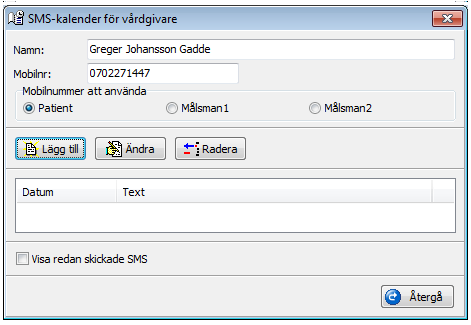 SMS-kalender för vårdgivare
Namn: Greger Johansson Gadde
Mobilnr: 0702271447
Mobilnummer att använda
Patient Målsman1 Målsman2
Lägg till Ändra Radera
Datum Text
Visa redan skickade SMS
Återgå